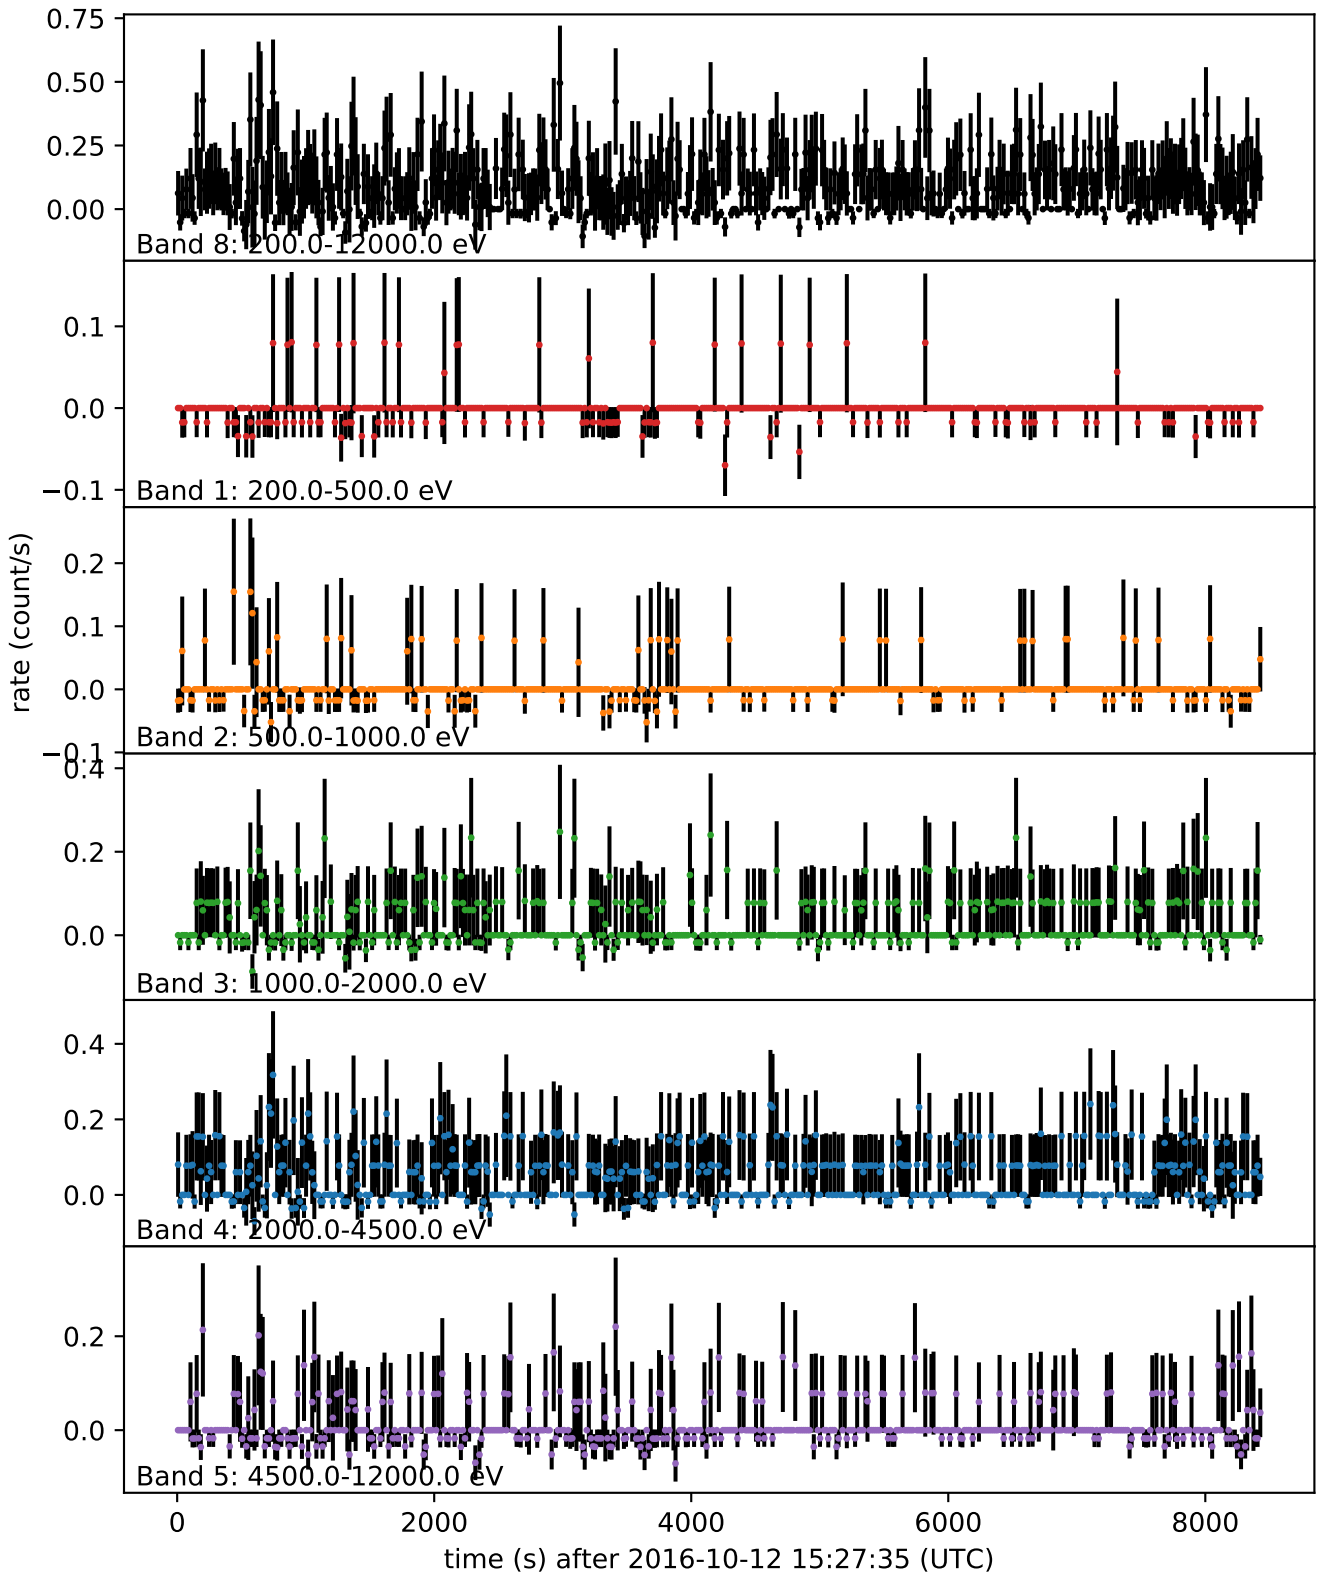 0.75
0.50
0.25
0.00
Band 8: 200.0-12000.0 eV
0.1
0.0
−0.1
Band 1: 200.0-500.0 eV
rate (count/s)
0.2
0.1
0.0
−0.1
Band 2: 500.0-1000.0 eV
0.4
0.2
0.0
Band 3: 1000.0-2000.0 eV
0.4
0.2
0.0
Band 4: 2000.0-4500.0 eV
0.2
0.0
Band 5: 4500.0-12000.0 eV
0 2000 4000 6000 8000
time (s) after 2016-10-12 15:27:35 (UTC)